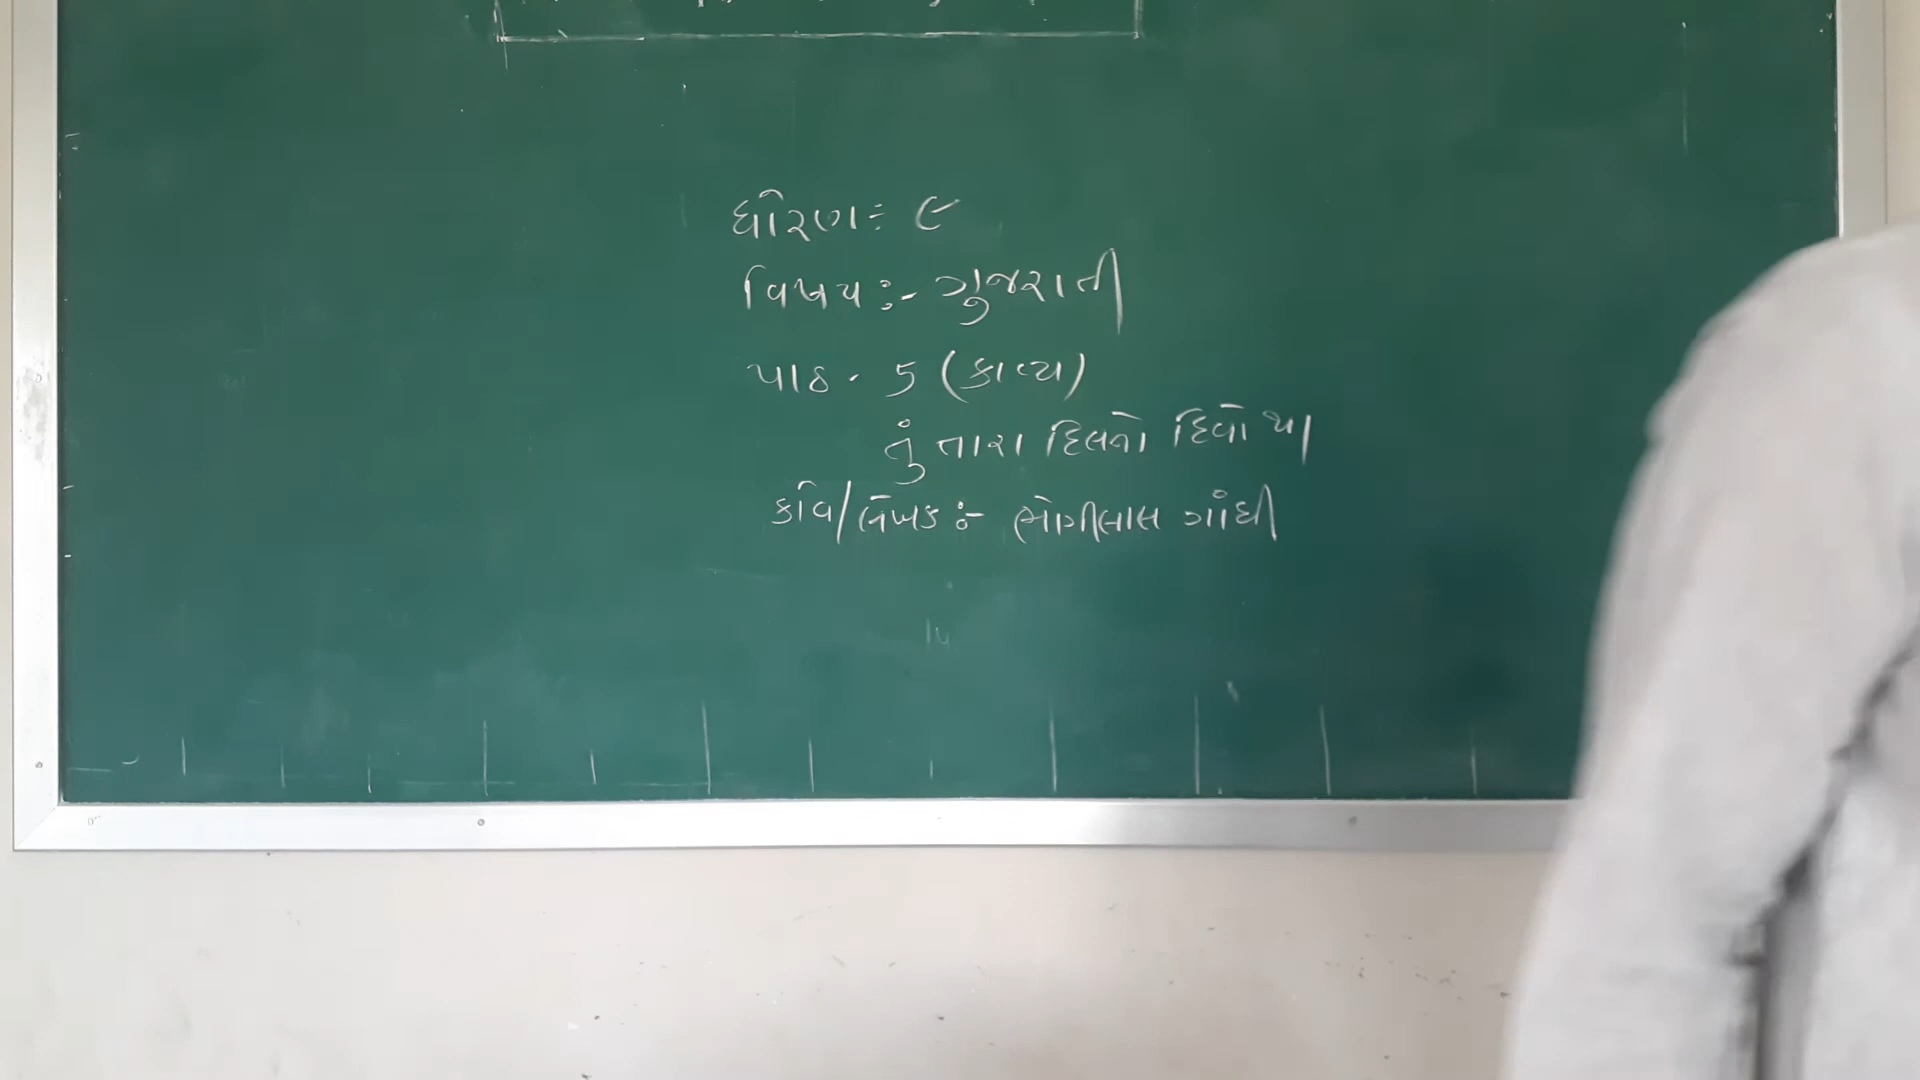 ધોરણ:- ૯
વિષય :- ગુજરાતી
પાઠ - 5 (કાવ્ય)
તું તારા દિલનો દિવો થા
કવિ/લેખક :- ભોગીલાલ ગાંધી